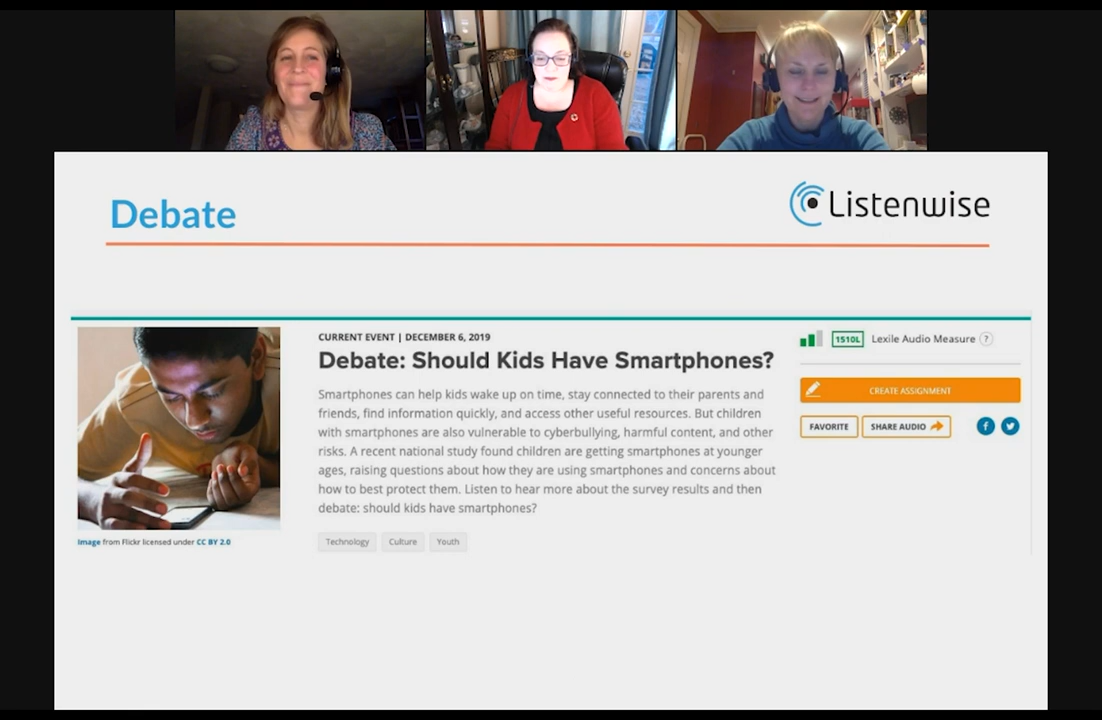 Debate
Listenwise
CURRENT EVENT | DECEMBER 6, 2019
Debate: Should Kids Have Smartphones?
Smartphones can help kids wake up on time, stay connected to their parents and
friends, find information quickly, and access other useful resources. But children
with smartphones are also vulnerable to cyberbullying, harmful content, and other
risks. A recent national study found children are getting smartphones at younger
ages, raising questions about how they are using smartphones and concerns about
how to best protect them. Listen to hear more about the survey results and then
debate: should kids have smartphones?
Technology Culture Youth
Image from Flickr licensed under CC BY 2.0
1510L Lexile Audio Measure ?
CREATE ASSIGNMENT
FAVORITE SHARE AUDIO